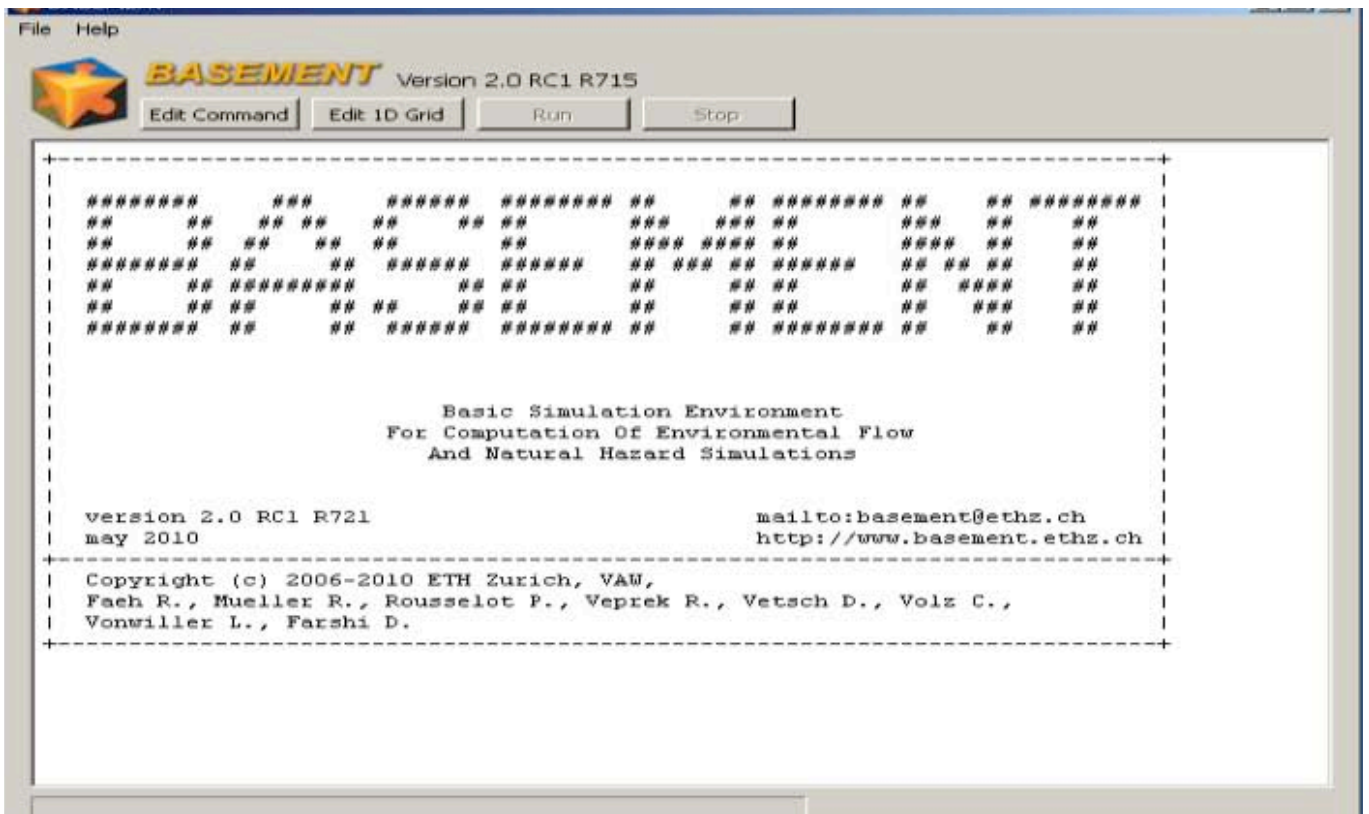 File Help
BASEMENT Version 2.0 RC1 R715
Edit Command Edit 1D Grid Run Stop
BASEMENT
Basic Simulation Environment
For Computation Of Environmental Flow
And Natural Hazard Simulations
version 2.0 RC1 R721 mailto:basement@ethz.ch
may 2010 http://www.basement.ethz.ch
Copyright (c) 2006-2010 ETH Zurich, VAW,
Faeh R., Mueller R., Rousselot P., Veprek R., Vetsch D., Volz C.,
Vonwiller L., Farshi D.